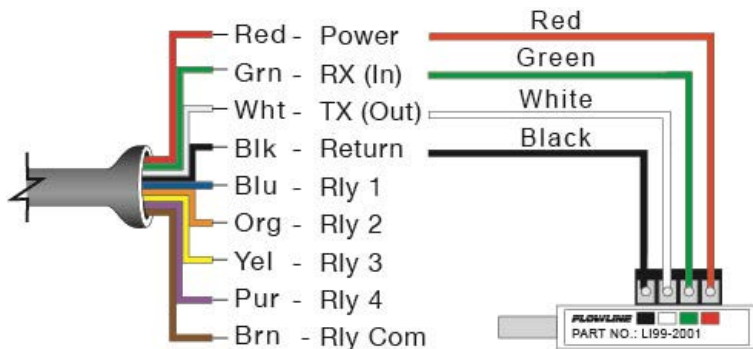 Red - Power Red
Grn - RX (In) Green
Wht - TX (Out) White
Blk - Return Black
Blu - Rly 1
Org - Rly 2
Yel - Rly 3
Pur - Rly 4
Brn - Rly Com
FLOWLINE
PART NO.: LI99-2001